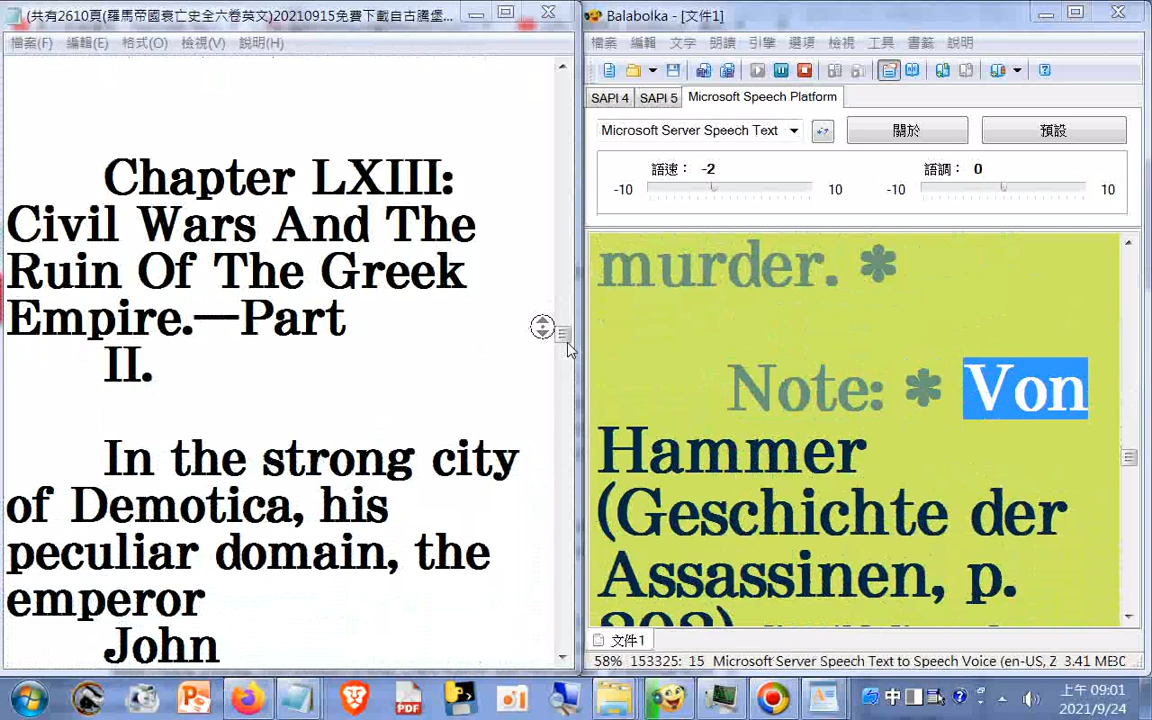 (共有2610頁(羅馬帝國衰亡史全六卷英文)20210915免費下載自古騰堡...
檔案(F) 編輯(E) 格式(O) 檢視(V) 說明(H)
Chapter LXIII:
Civil Wars And The
Ruin Of The Greek
Empire.—Part
II.
In the strong city
of Demotica, his
peculiar domain, the
emperor
John
Balabolka - [文件1]
檔案 編輯 文字 朗讀 引擎 選項 檢視 工具 書籤 說明
SAPI 4 SAPI 5 Microsoft Speech Platform
Microsoft Server Speech Text 關於 預設
語速: -2 語調: 0
-10 10 -10 10
murder. *
Note: * Von
Hammer
(Geschichte der
Assassinen, p.
文件1
58% 153325: 15 Microsoft Server Speech Text to Speech Voice (en-US, Z 3.41 MB
PDF
中
上午 09:01
2021/9/24